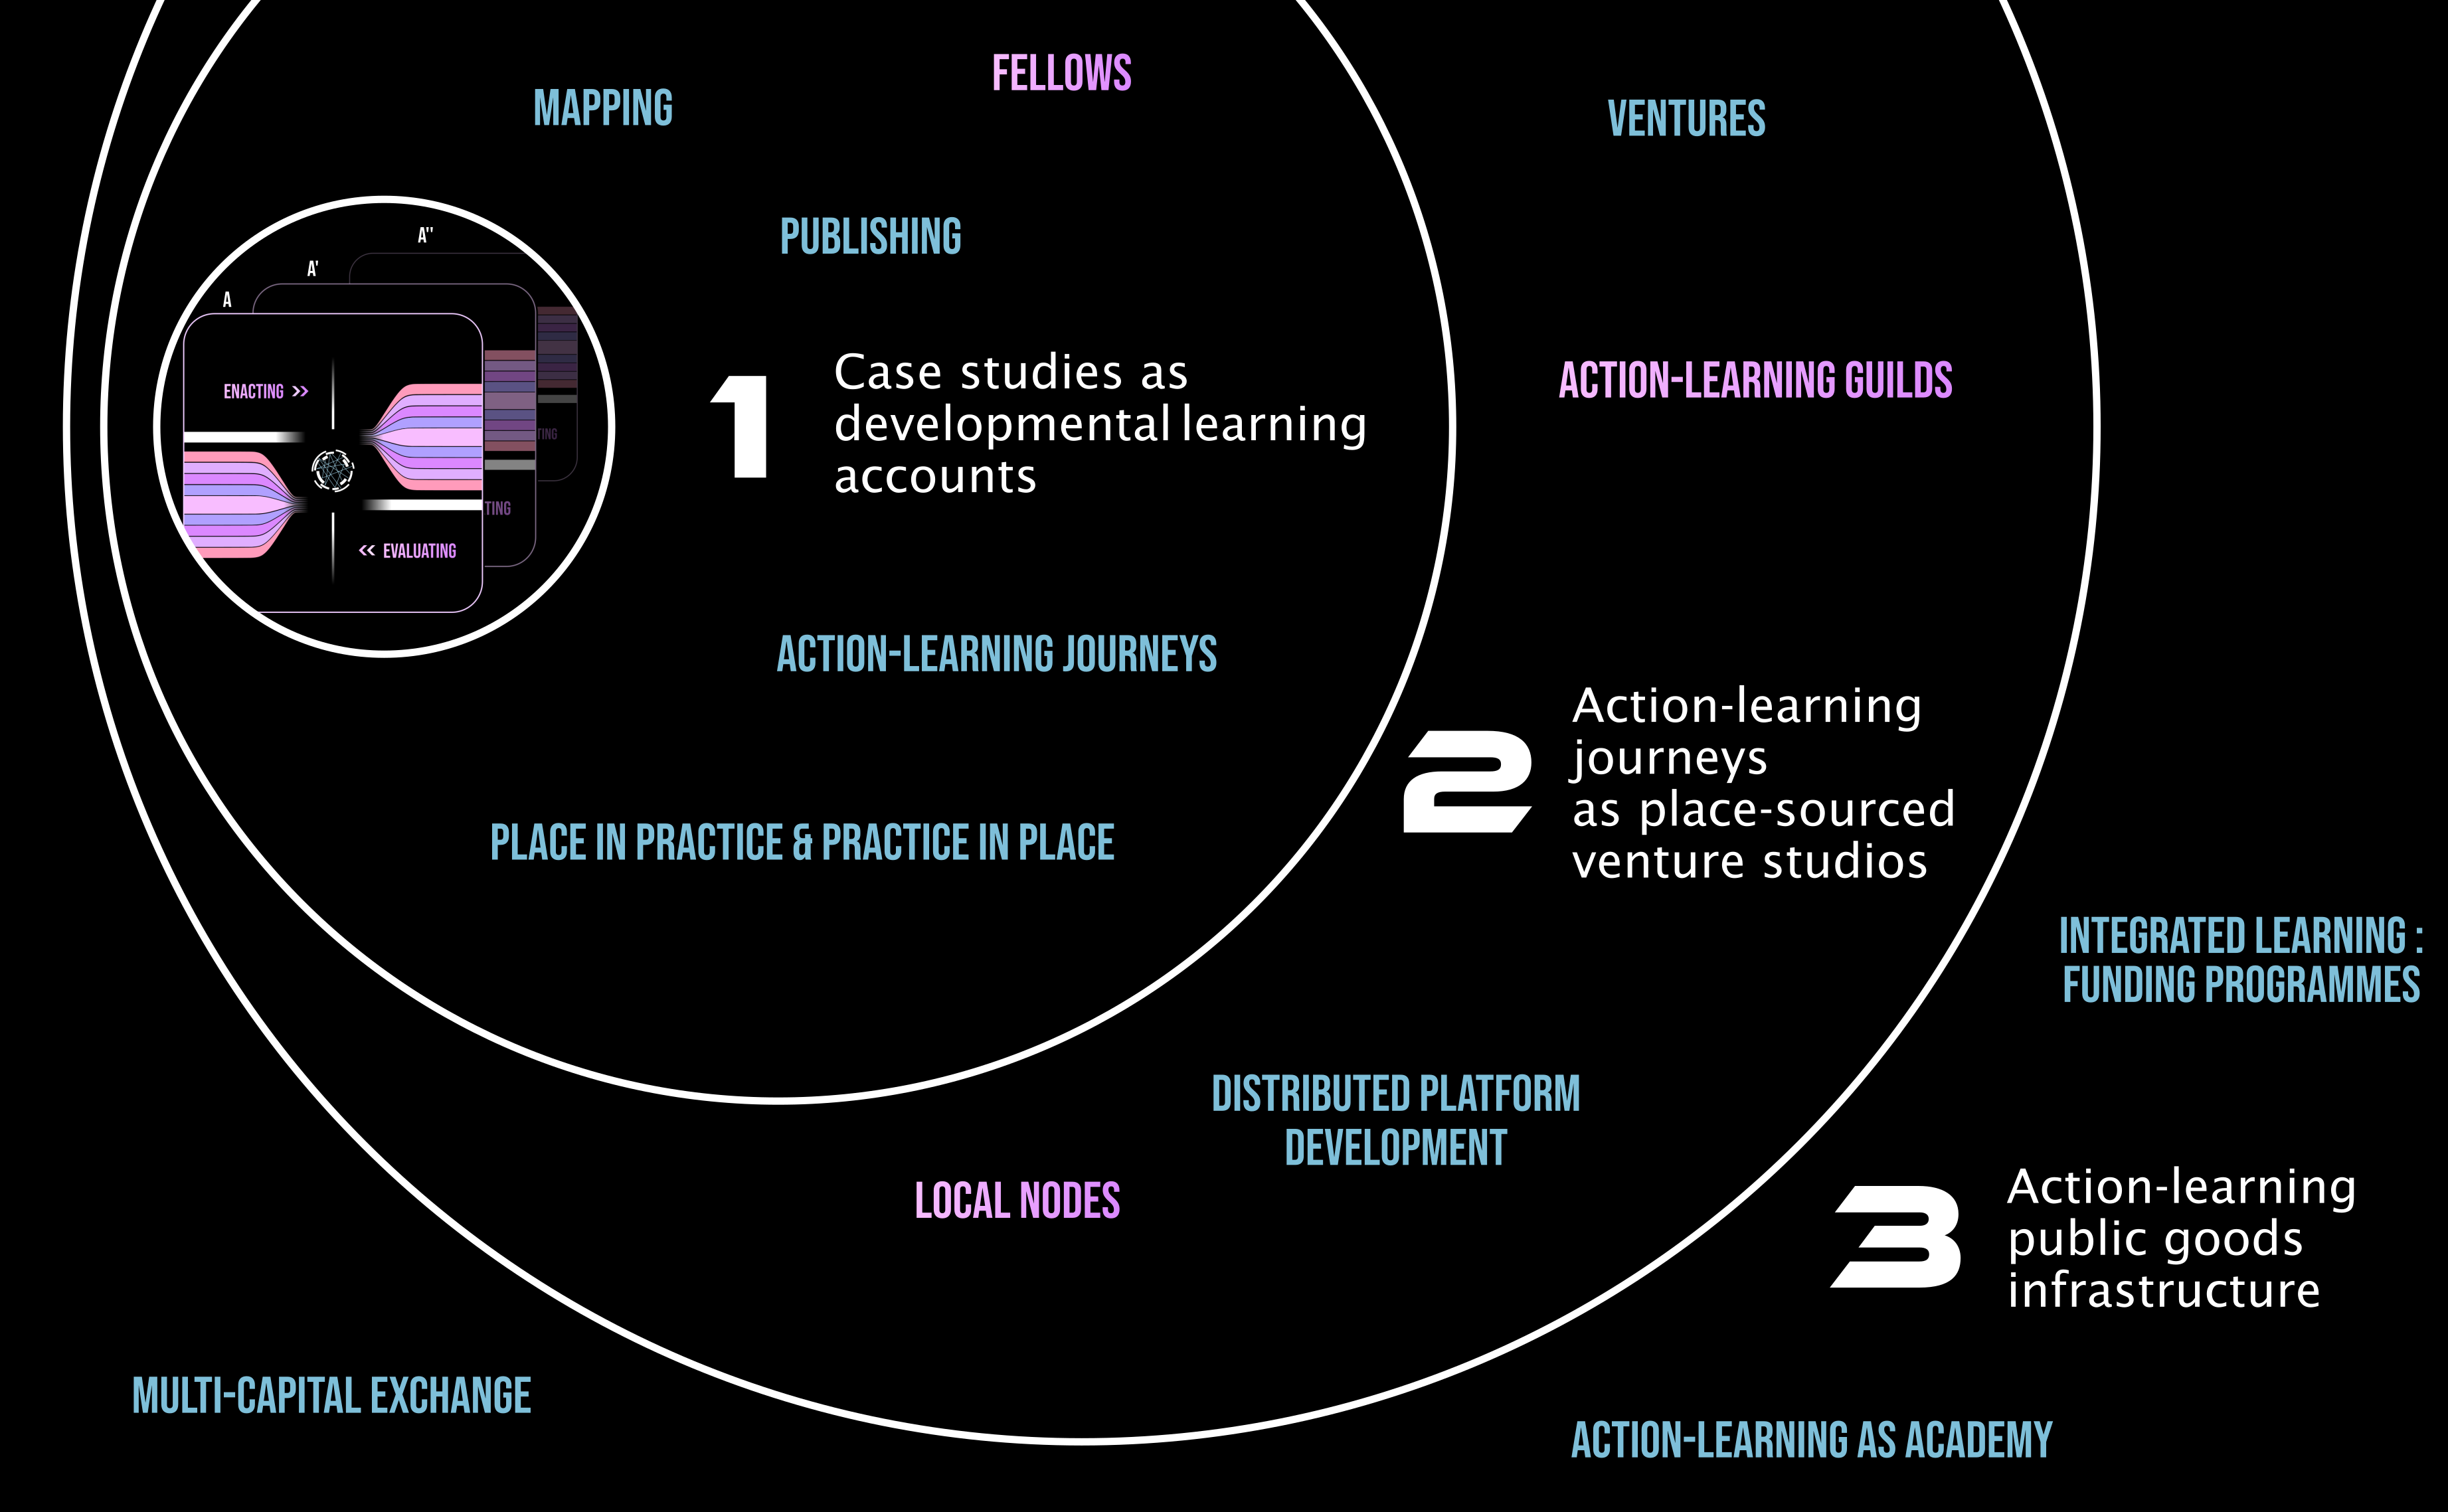 FELLOWS
MAPPING
VENTURES
PUBLISHING
A"
A'
A
ENACTING >>
TING
TING
<< EVALUATING
1
Case studies as
developmental learning
accounts
ACTION-LEARNING GUILDS
ACTION-LEARNING JOURNEYS
2
Action-learning
journeys
as place-sourced
venture studios
PLACE IN PRACTICE & PRACTICE IN PLACE
INTEGRATED LEARNING :
FUNDING PROGRAMMES
DISTRIBUTED PLATFORM
DEVELOPMENT
LOCAL NODES
3
Action-learning
public goods
infrastructure
MULTI-CAPITAL EXCHANGE
ACTION-LEARNING AS ACADEMY